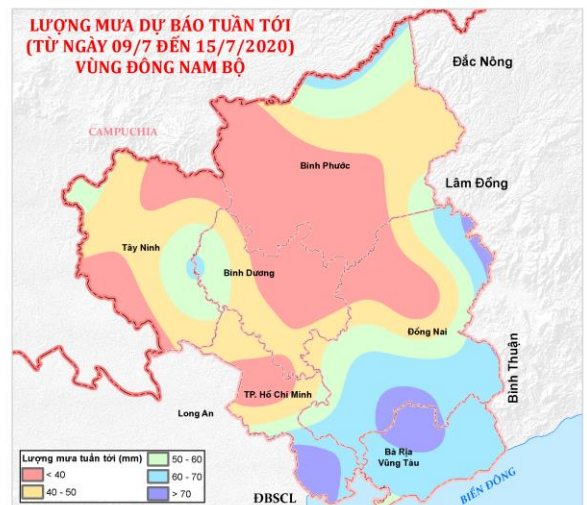 LƯỢNG MƯA DỰ BÁO TUẦN TỚI
(TỪ NGÀY 09/7 ĐẾN 15/7/2020)
VÙNG ĐÔNG NAM BỘ
Đắc Nông
CAMPUCHIA
Bình Phước
Lâm Đồng
Tây Ninh
Bình Dương
Đồng Nai
Bình Thuận
TP. Hồ Chí Minh
Long An
Bà Rịa
Vũng Tàu
ĐBSCL
BIỂN ĐÔNG
Lượng mưa tuần tới (mm)
< 40
40 - 50
50 - 60
60 - 70
> 70